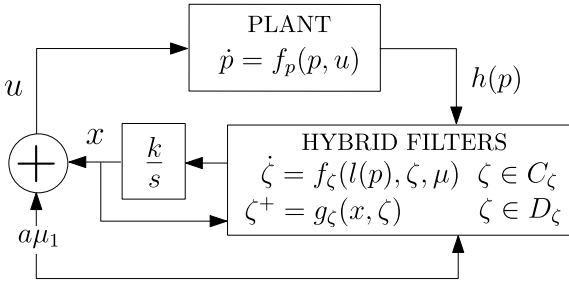 PLANT
ṗ = f_p(p, u)
u
h(p)
x
k/s
HYBRID FILTERS
ζ̇ = f_ζ(l(p), ζ, μ)  ζ ∈ C_ζ
ζ⁺ = g_ζ(x, ζ)  ζ ∈ D_ζ
+
aμ₁